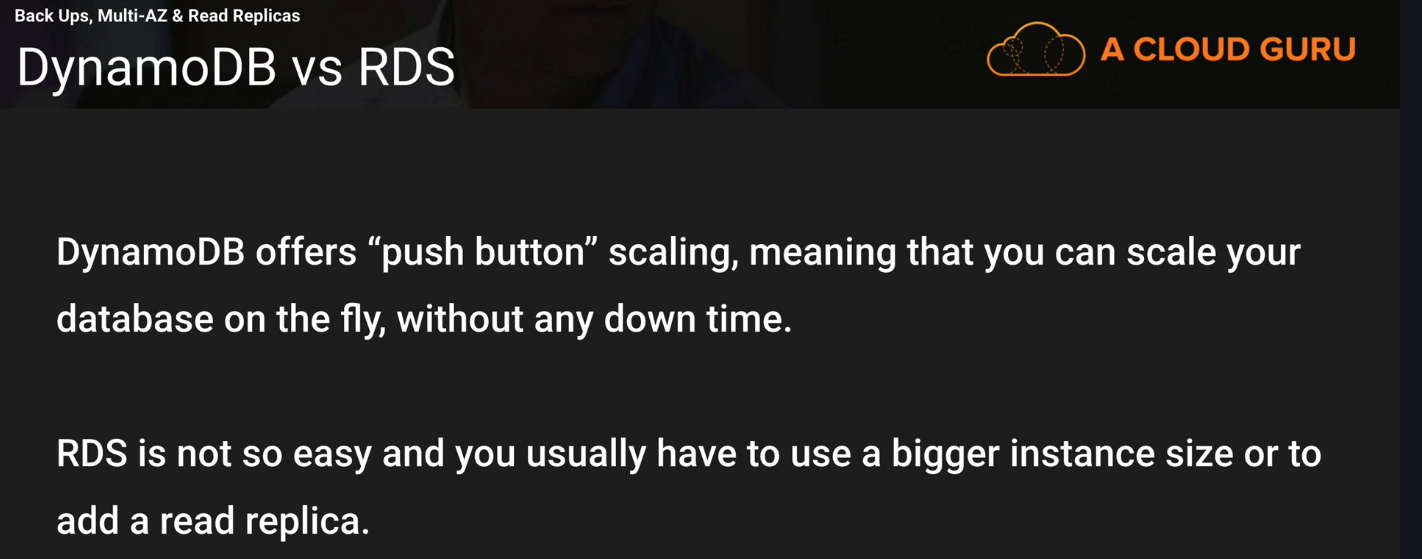 Back Ups, Multi-AZ & Read Replicas
DynamoDB vs RDS
A CLOUD GURU
DynamoDB offers “push button” scaling, meaning that you can scale your
database on the fly, without any down time.
RDS is not so easy and you usually have to use a bigger instance size or to
add a read replica.